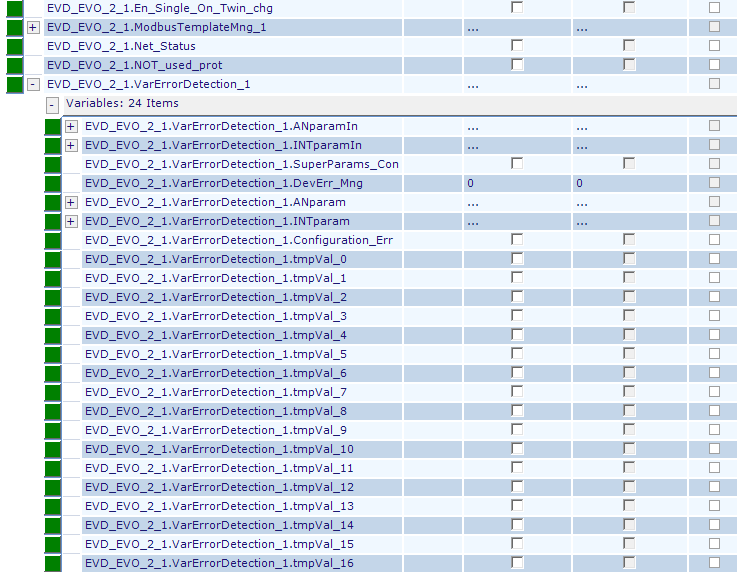 EVD_EVO_2_1.En_Single_On_Twin_chg
+ EVD_EVO_2_1.ModbusTemplateMng_1 ... ...
EVD_EVO_2_1.Net_Status
EVD_EVO_2_1.NOT_used_prot
- EVD_EVO_2_1.VarErrorDetection_1 ... ...
- Variables: 24 Items
+ EVD_EVO_2_1.VarErrorDetection_1.ANparamIn ... ...
+ EVD_EVO_2_1.VarErrorDetection_1.INTparamIn ... ...
EVD_EVO_2_1.VarErrorDetection_1.SuperParams_Con
EVD_EVO_2_1.VarErrorDetection_1.DevErr_Mng 0 0
+ EVD_EVO_2_1.VarErrorDetection_1.ANparam ... ...
+ EVD_EVO_2_1.VarErrorDetection_1.INTparam ... ...
EVD_EVO_2_1.VarErrorDetection_1.Configuration_Err
EVD_EVO_2_1.VarErrorDetection_1.tmpVal_0
EVD_EVO_2_1.VarErrorDetection_1.tmpVal_1
EVD_EVO_2_1.VarErrorDetection_1.tmpVal_2
EVD_EVO_2_1.VarErrorDetection_1.tmpVal_3
EVD_EVO_2_1.VarErrorDetection_1.tmpVal_4
EVD_EVO_2_1.VarErrorDetection_1.tmpVal_5
EVD_EVO_2_1.VarErrorDetection_1.tmpVal_6
EVD_EVO_2_1.VarErrorDetection_1.tmpVal_7
EVD_EVO_2_1.VarErrorDetection_1.tmpVal_8
EVD_EVO_2_1.VarErrorDetection_1.tmpVal_9
EVD_EVO_2_1.VarErrorDetection_1.tmpVal_10
EVD_EVO_2_1.VarErrorDetection_1.tmpVal_11
EVD_EVO_2_1.VarErrorDetection_1.tmpVal_12
EVD_EVO_2_1.VarErrorDetection_1.tmpVal_13
EVD_EVO_2_1.VarErrorDetection_1.tmpVal_14
EVD_EVO_2_1.VarErrorDetection_1.tmpVal_15
EVD_EVO_2_1.VarErrorDetection_1.tmpVal_16